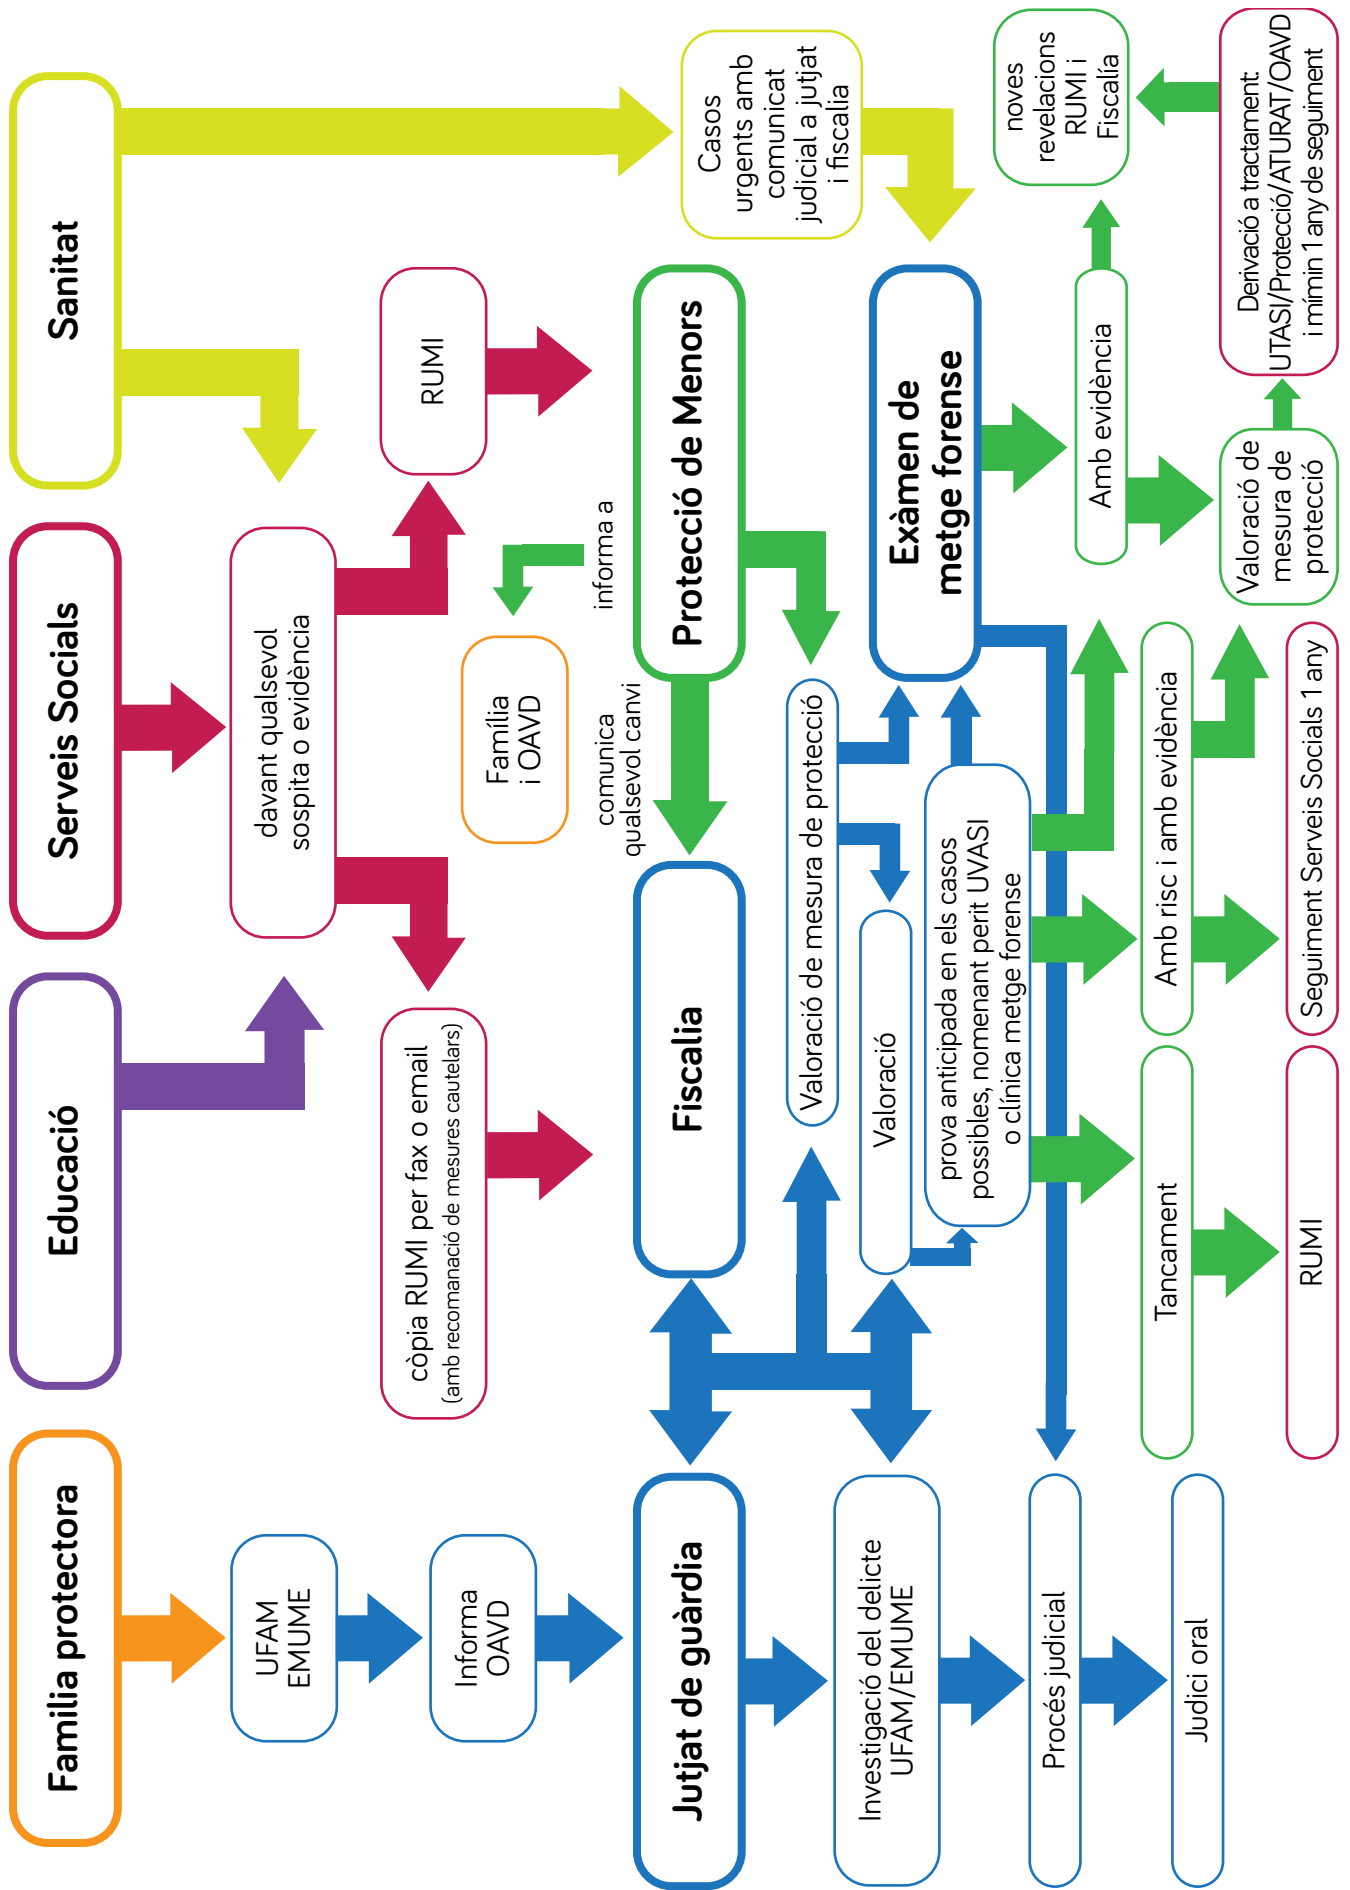 Familia protectora
Educació
Serveis Socials
Sanitat
UFAM
EMUME
davant qualsevol
sospita o evidència
Informa
OAVD
còpia RUMI per fax o email
(amb recomanació de mesures cautelars)
RUMI
Família
i OAVD
informa a
comunica
qualsevol canvi
Casos
urgents amb
comunicat
judicial a jutjat
i fiscalia
Jutjat de guàrdia
Fiscalia
Protecció de Menors
Valoració de mesura de protecció
Investigació del delicte
UFAM/EMUME
Valoració
Exàmen de
metge forense
prova anticipada en els casos
possibles, nomenant perit UVASI
o clínica metge forense
noves
revelacions
RUMI i
Fiscalía
Procés judicial
Amb evidència
Judici oral
Tancament
Amb risc i amb evidència
Valoració de
mesura de
protecció
Derivació a tractament:
UTASI/Protecció/ATURAT/OAVD
i mímin 1 any de seguiment
RUMI
Seguiment Serveis Socials 1 any